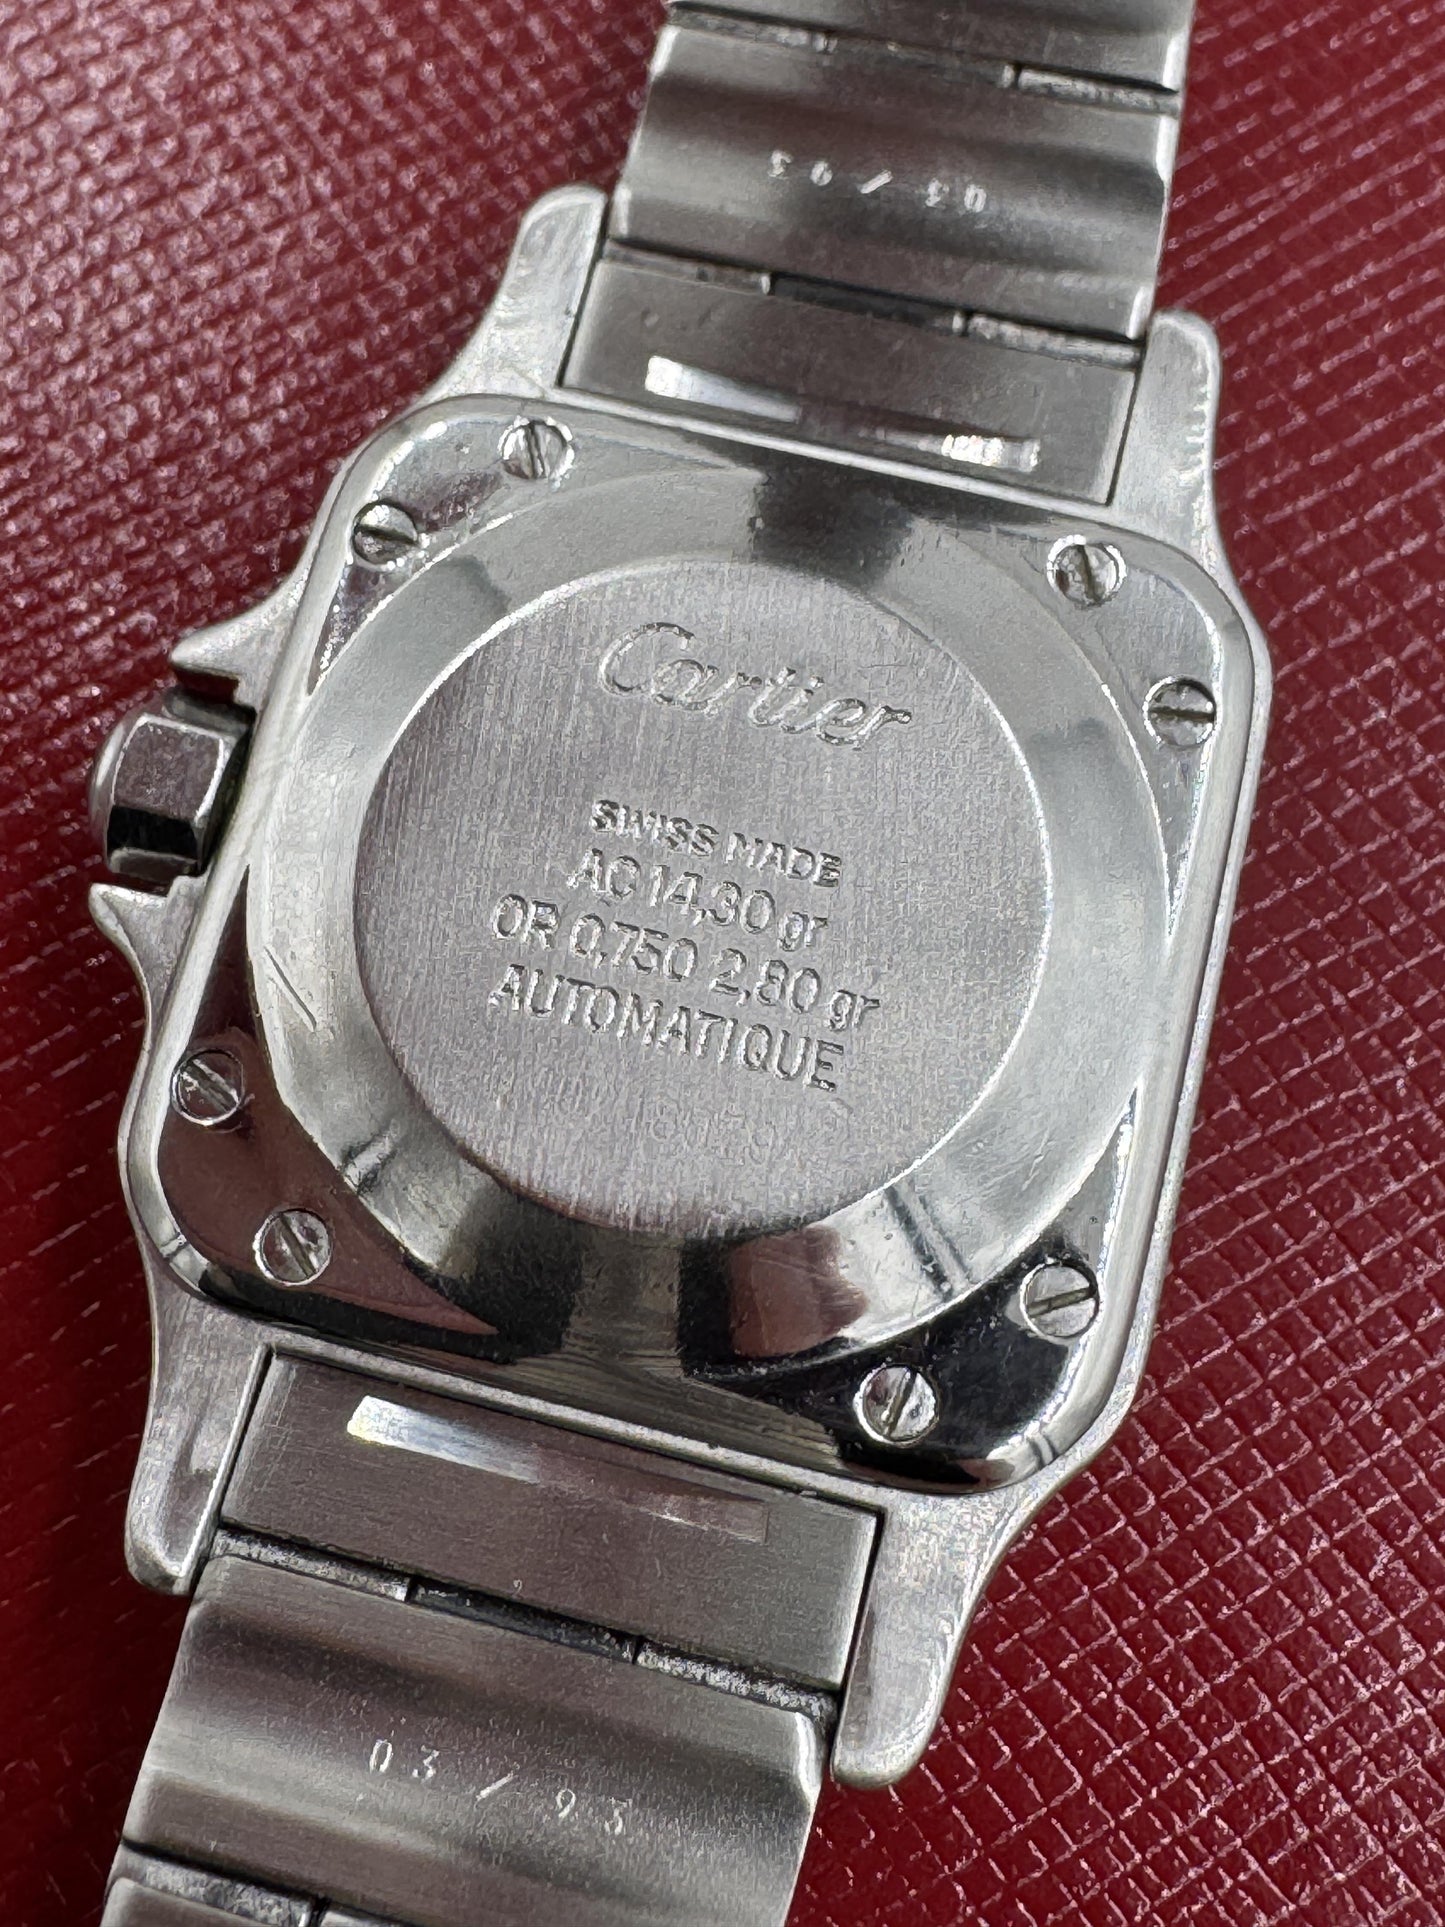 03/93
Cartier
SWISS MADE
AC 14,30 gr
OR 0,750 2,80 gr
AUTOMATIQUE
03/93